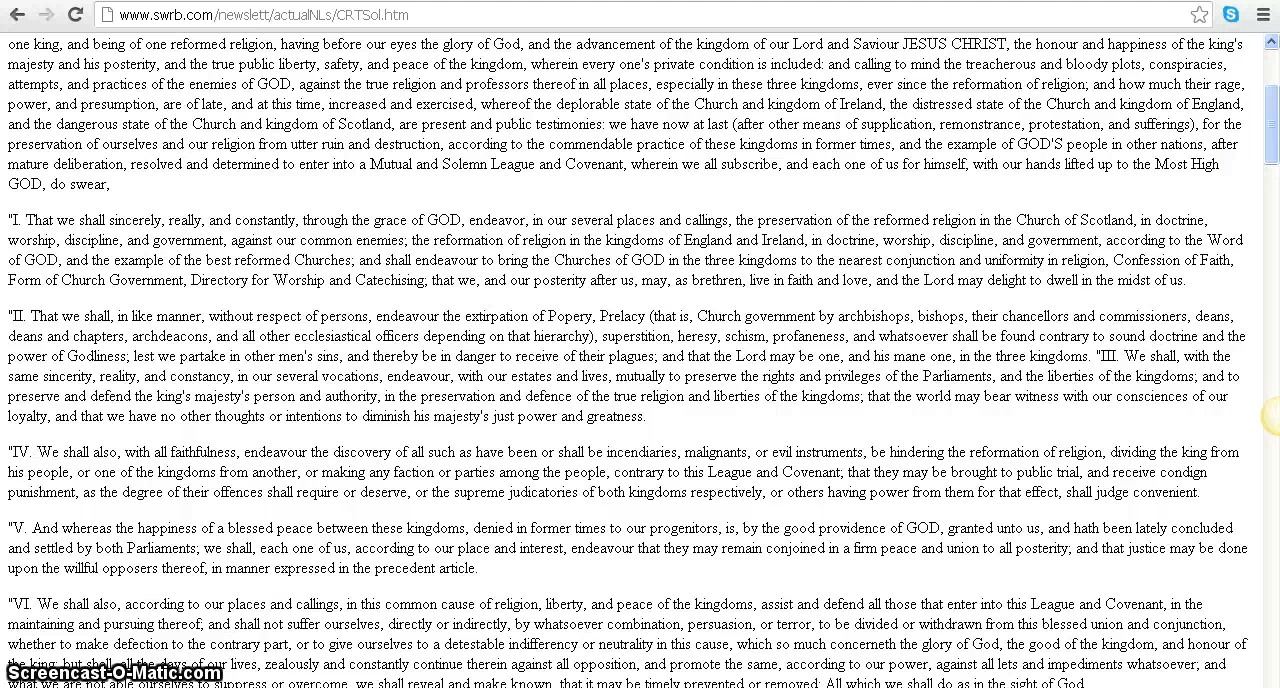 www.swrb.com/newslett/actualNLs/CRTSol.htm
one king, and being of one reformed religion, having before our eyes the glory of God, and the advancement of the kingdom of our Lord and Saviour JESUS CHRIST, the honour and happiness of the king's
majesty and his posterity, and the true public liberty, safety, and peace of the kingdom, wherein every one's private condition is included: and calling to mind the treacherous and bloody plots, conspiracies,
attempts, and practices of the enemies of GOD, against the true religion and professors thereof in all places, especially in these three kingdoms, ever since the reformation of religion; and how much their rage,
power, and presumption, are of late, and at this time, increased and exercised, whereof the deplorable state of the Church and kingdom of Ireland, the distressed state of the Church and kingdom of England,
and the dangerous state of the Church and kingdom of Scotland, are present and public testimonies: we have now at last (after other means of supplication, remonstrance, protestation, and sufferings), for the
preservation of ourselves and our religion from utter ruin and destruction, according to the commendable practice of these kingdoms in former times, and the example of GOD'S people in other nations, after
mature deliberation, resolved and determined to enter into a Mutual and Solemn League and Covenant, wherein we all subscribe, and each one of us for himself, with our hands lifted up to the Most High
GOD, do swear,
"I. That we shall sincerely, really, and constantly, through the grace of GOD, endeavor, in our several places and callings, the preservation of the reformed religion in the Church of Scotland, in doctrine,
worship, discipline, and government, against our common enemies; the reformation of religion in the kingdoms of England and Ireland, in doctrine, worship, discipline, and government, according to the Word
of GOD, and the example of the best reformed Churches; and shall endeavour to bring the Churches of GOD in the three kingdoms to the nearest conjunction and uniformity in religion, Confession of Faith,
Form of Church Government, Directory for Worship and Catechising; that we, and our posterity after us, may, as brethren, live in faith and love, and the Lord may delight to dwell in the midst of us.
"II. That we shall, in like manner, without respect of persons, endeavour the extirpation of Popery, Prelacy (that is, Church government by archbishops, bishops, their chancellors and commissioners, deans,
deans and chapters, archdeacons, and all other ecclesiastical officers depending on that hierarchy), superstition, heresy, schism, profaneness, and whatsoever shall be found contrary to sound doctrine and the
power of Godliness; lest we partake in other men's sins, and thereby be in danger to receive of their plagues; and that the Lord may be one, and his mane one, in the three kingdoms. "III. We shall, with the
same sincerity, reality, and constancy, in our several vocations, endeavour, with our estates and lives, mutually to preserve the rights and privileges of the Parliaments, and the liberties of the kingdoms; and to
preserve and defend the king's majesty's person and authority, in the preservation and defence of the true religion and liberties of the kingdoms; that the world may bear witness with our consciences of our
loyalty, and that we have no other thoughts or intentions to diminish his majesty's just power and greatness.
"IV. We shall also, with all faithfulness, endeavour the discovery of all such as have been or shall be incendiaries, malignants, or evil instruments, be hindering the reformation of religion, dividing the king from
his people, or one of the kingdoms from another, or making any faction or parties among the people, contrary to this League and Covenant; that they may be brought to public trial, and receive condign
punishment, as the degree of their offences shall require or deserve, or the supreme judicatories of both kingdoms respectively, or others having power from them for that effect, shall judge convenient.
"V. And whereas the happiness of a blessed peace between these kingdoms, denied in former times to our progenitors, is, by the good providence of GOD, granted unto us, and hath been lately concluded
and settled by both Parliaments; we shall, each one of us, according to our place and interest, endeavour that they may remain conjoined in a firm peace and union to all posterity; and that justice may be done
upon the willful opposers thereof, in manner expressed in the precedent article.
"VI. We shall also, according to our places and callings, in this common cause of religion, liberty, and peace of the kingdoms, assist and defend all those that enter into this League and Covenant, in the
maintaining and pursuing thereof; and shall not suffer ourselves, directly or indirectly, by whatsoever combination, persuasion, or terror, to be divided or withdrawn from this blessed union and conjunction,
whether to make defection to the contrary part, or to give ourselves to a detestable indifferency or neutrality in this cause, which so much concerneth the glory of God, the good of the kingdom, and honour of
the king; but shall, all the days of our lives, zealously and constantly continue therein against all opposition, and promote the same according to our power, against all lets and impediments whatsoever; and
what we are not able ourselves to suppress or overcome, we shall reveal and make known, that it may be timely prevented or removed: All which we shall do as in the sight of God.
Screencast-O-Matic.com